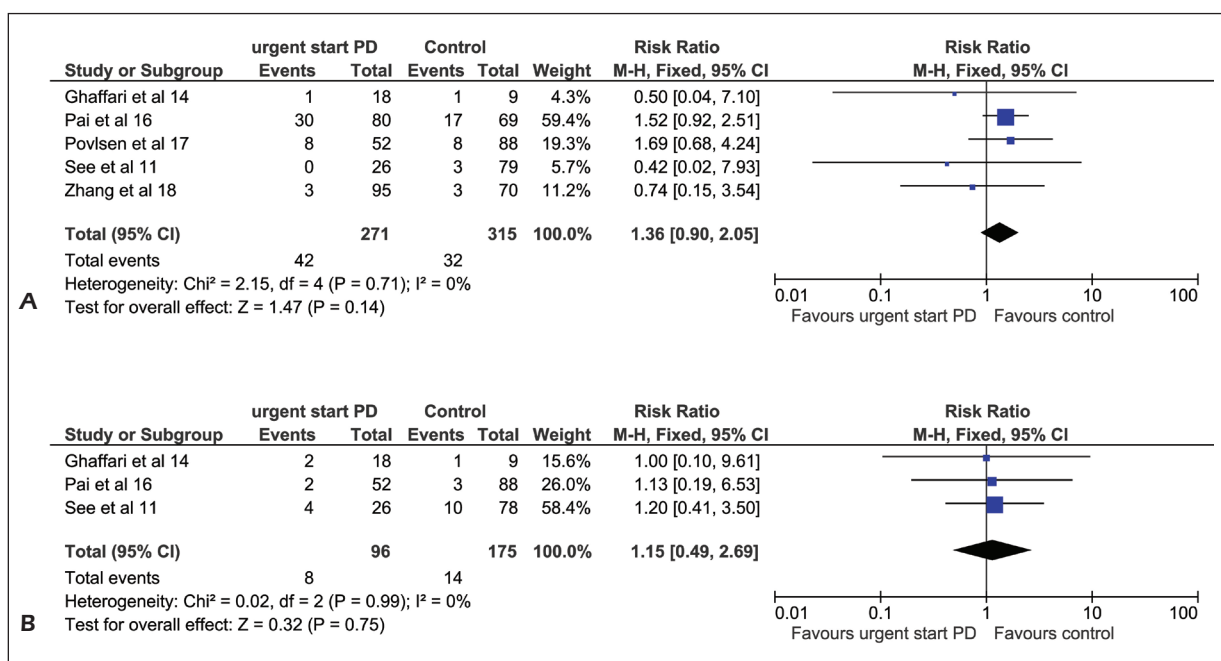 urgent start PD Control Risk Ratio Risk Ratio
Study or Subgroup Events Total Events Total Weight M-H, Fixed, 95% CI M-H, Fixed, 95% CI
Ghaffari et al 14 1 18 1 9 4.3% 0.50 [0.04, 7.10]
Pai et al 16 30 80 17 69 59.4% 1.52 [0.92, 2.51]
Povlsen et al 17 8 52 8 88 19.3% 1.69 [0.68, 4.24]
See et al 11 0 26 3 79 5.7% 0.42 [0.02, 7.93]
Zhang et al 18 3 95 3 70 11.2% 0.74 [0.15, 3.54]
Total (95% CI) 271 315 100.0% 1.36 [0.90, 2.05]
Total events 42 32
Heterogeneity: Chi² = 2.15, df = 4 (P = 0.71); I² = 0%
Test for overall effect: Z = 1.47 (P = 0.14)
0.01 0.1 1 10 100
Favours urgent start PD Favours control
A
urgent start PD Control Risk Ratio Risk Ratio
Study or Subgroup Events Total Events Total Weight M-H, Fixed, 95% CI M-H, Fixed, 95% CI
Ghaffari et al 14 2 18 1 9 15.6% 1.00 [0.10, 9.61]
Pai et al 16 2 52 3 88 26.0% 1.13 [0.19, 6.53]
See et al 11 4 26 10 78 58.4% 1.20 [0.41, 3.50]
Total (95% CI) 96 175 100.0% 1.15 [0.49, 2.69]
Total events 8 14
Heterogeneity: Chi² = 0.02, df = 2 (P = 0.99); I² = 0%
Test for overall effect: Z = 0.32 (P = 0.75)
0.01 0.1 1 10 100
Favours urgent start PD Favours control
B